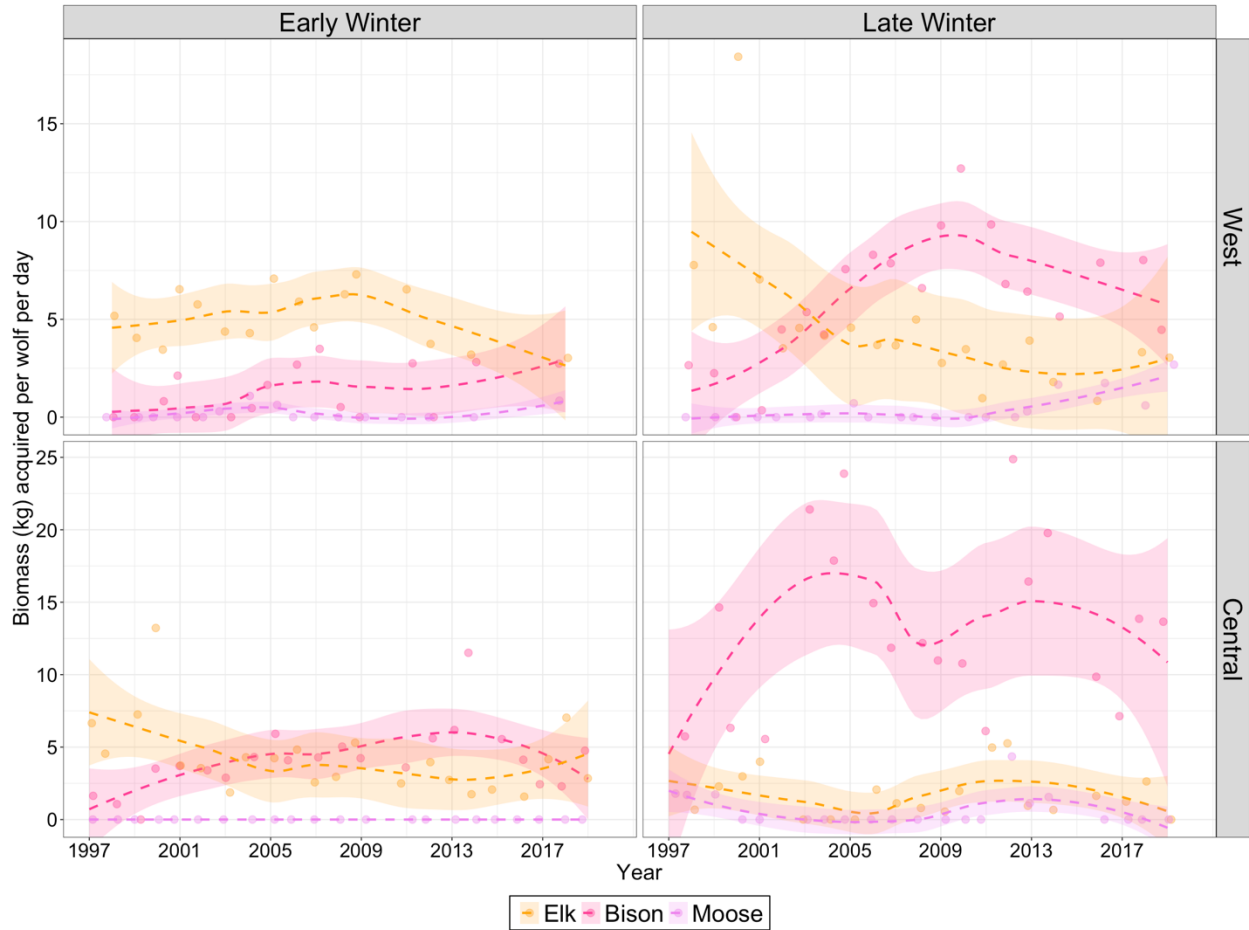 Early Winter Late Winter
15
10
5
0
West
25
20
15
10
5
0
Central
Biomass (kg) acquired per wolf per day
1997 2001 2005 2009 2013 2017 1997 2001 2005 2009 2013 2017
Year
Elk Bison Moose